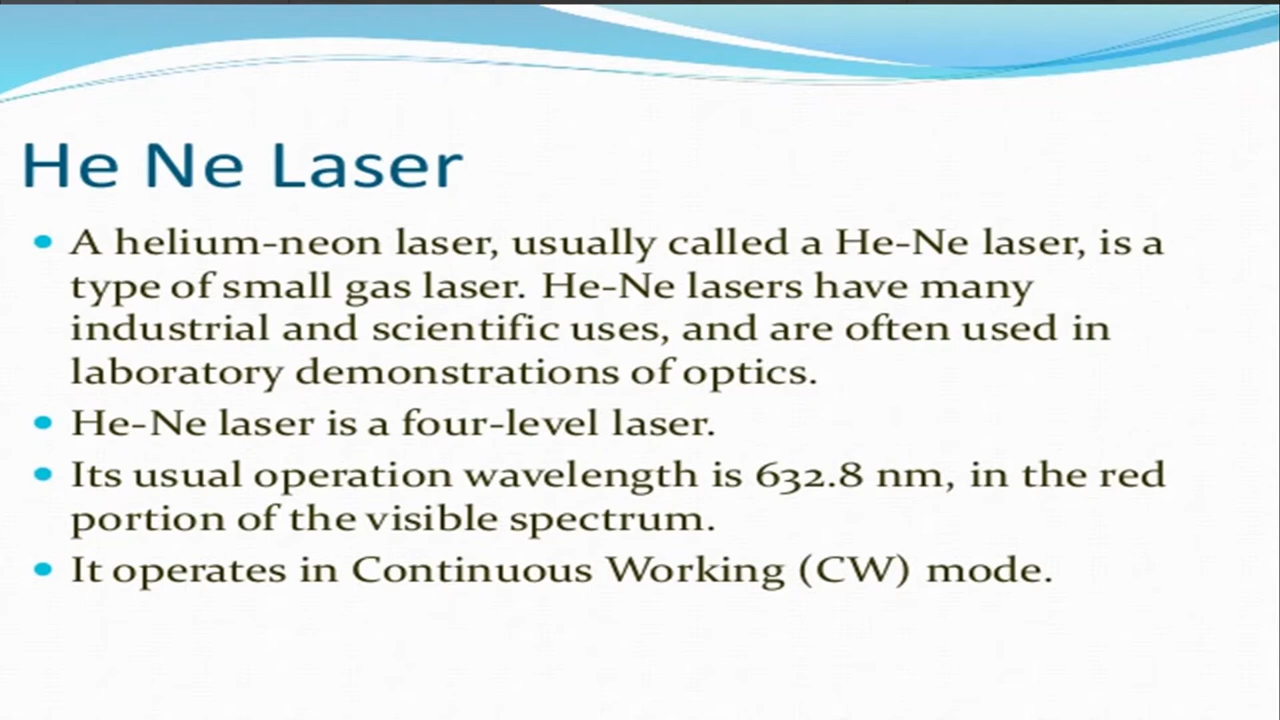 He Ne Laser
• A helium-neon laser, usually called a He-Ne laser, is a
type of small gas laser. He-Ne lasers have many
industrial and scientific uses, and are often used in
laboratory demonstrations of optics.
• He-Ne laser is a four-level laser.
• Its usual operation wavelength is 632.8 nm, in the red
portion of the visible spectrum.
• It operates in Continuous Working (CW) mode.